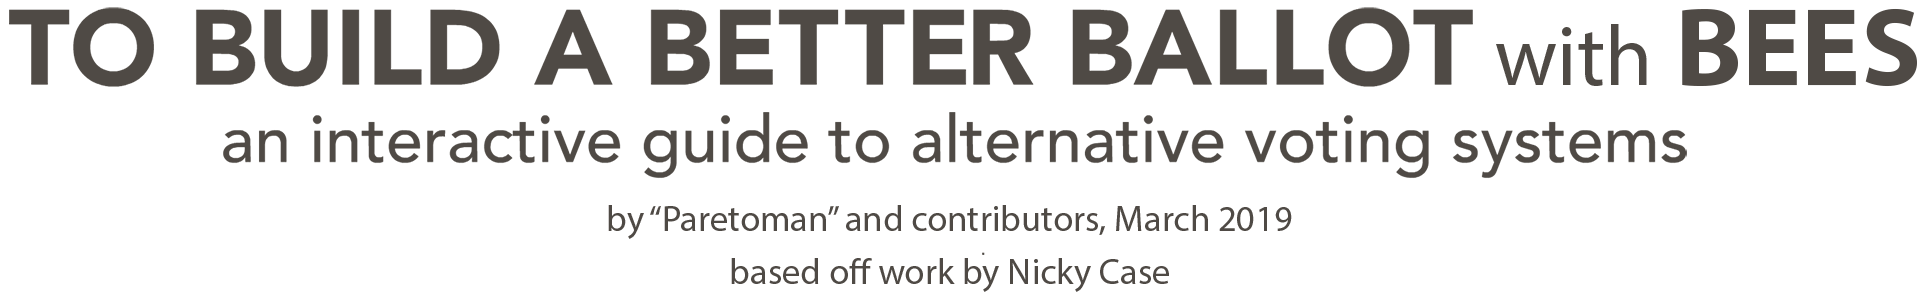 TO BUILD A BETTER BALLOT with BEES
an interactive guide to alternative voting systems
by “Paretoman” and contributors, March 2019
based off work by Nicky Case